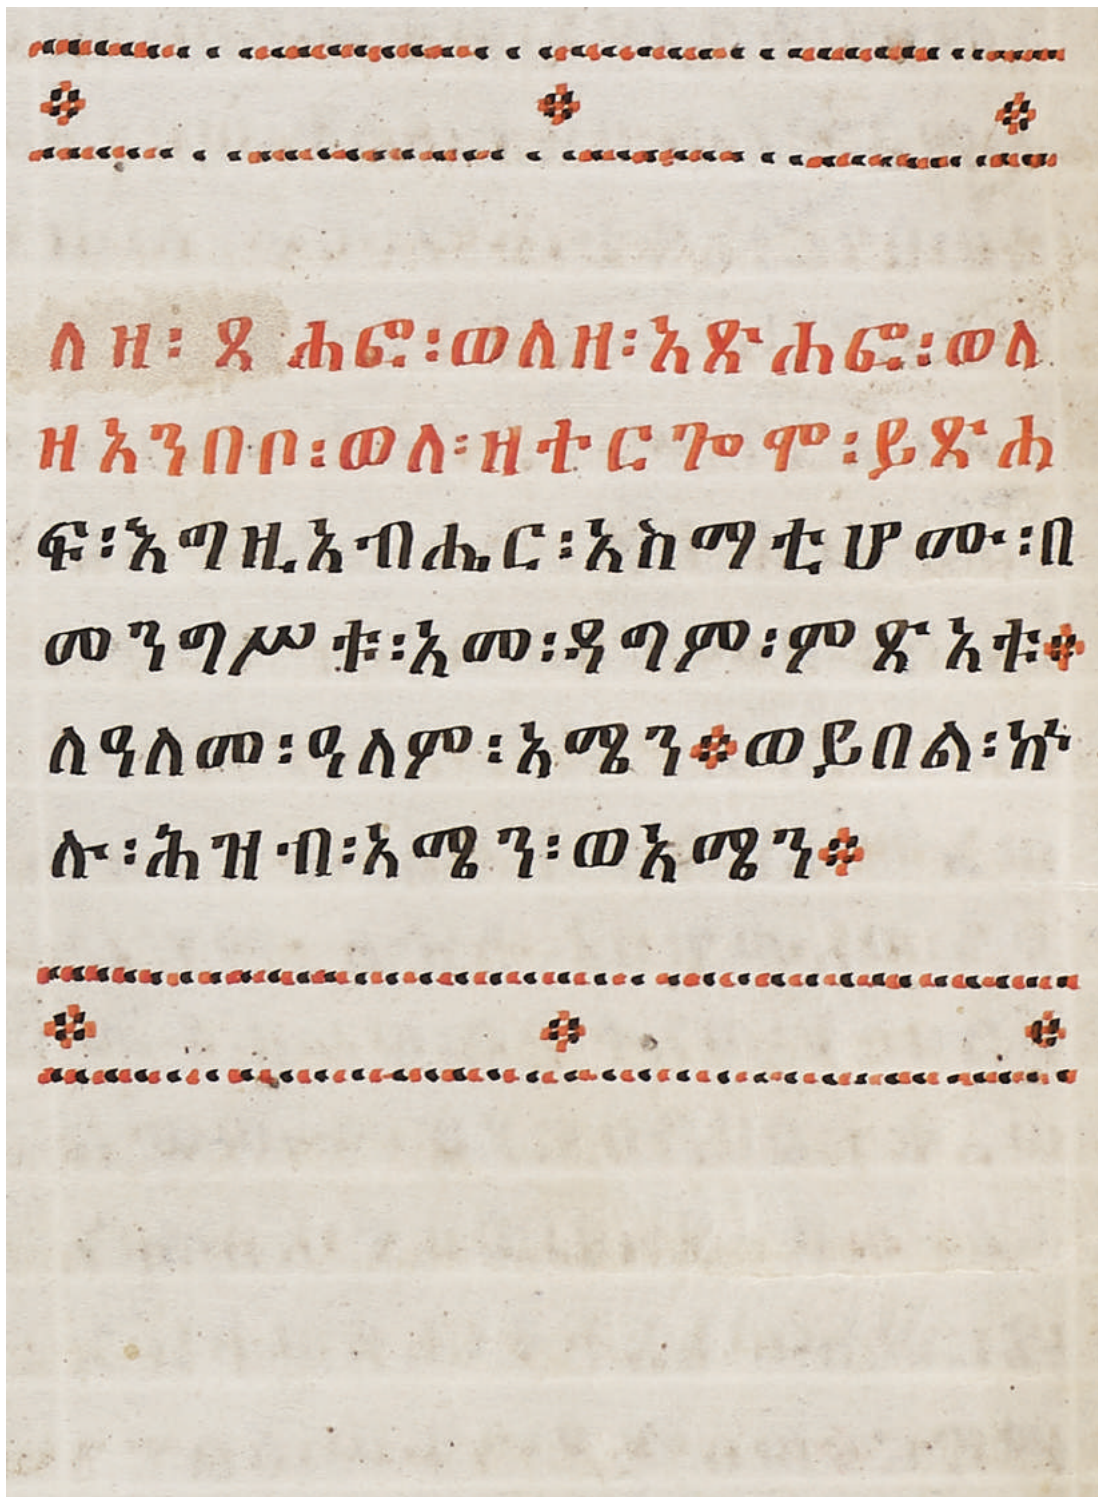 ለዘ፡ጸሐፎ፡ወለዘ፡አጽሐፎ፡ወለ
ዘአንበቦ፡ወለ፡ዘተርጐሞ፡ይጽሐ
ፍ፡እግዚአብሔር፡አስማቲሆሙ፡በ
መንግሥቱ፡አመ፡ዳግም፡ምጽአቱ፨
ለዓለመ፡ዓለም፡አሜን፨ወይበል፡ኵ
ሉ፡ሕዝብ፡አሜን፡ወአሜን፨